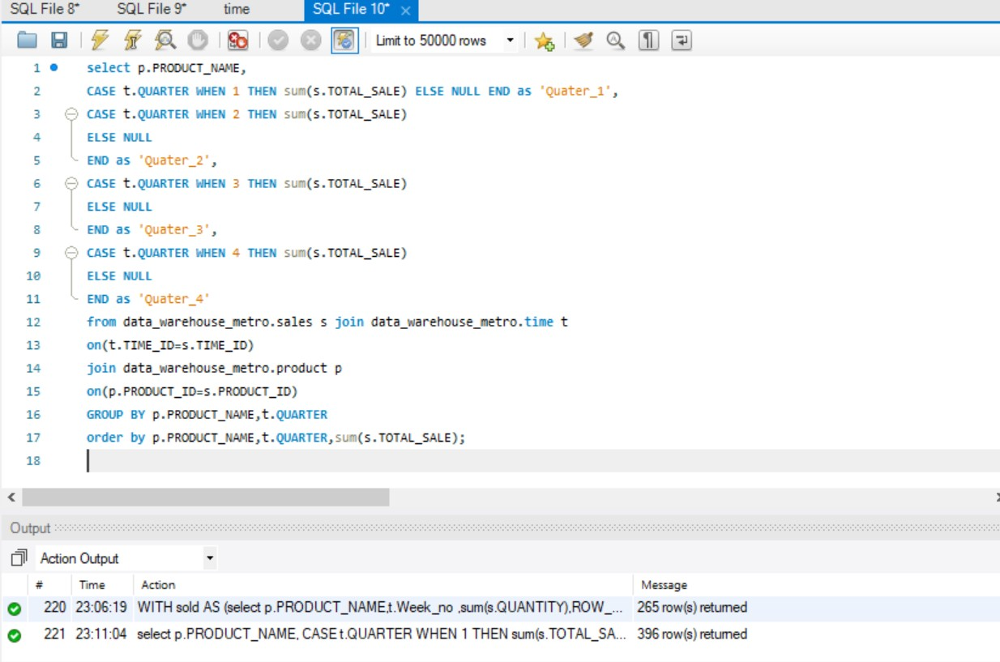 SQL File 8* SQL File 9* time SQL File 10* ×
Limit to 50000 rows
1 select p.PRODUCT_NAME,
2 CASE t.QUARTER WHEN 1 THEN sum(s.TOTAL_SALE) ELSE NULL END as 'Quater_1',
3 CASE t.QUARTER WHEN 2 THEN sum(s.TOTAL_SALE)
4 ELSE NULL
5 END as 'Quater_2',
6 CASE t.QUARTER WHEN 3 THEN sum(s.TOTAL_SALE)
7 ELSE NULL
8 END as 'Quater_3',
9 CASE t.QUARTER WHEN 4 THEN sum(s.TOTAL_SALE)
10 ELSE NULL
11 END as 'Quater_4'
12 from data_warehouse_metro.sales s join data_warehouse_metro.time t
13 on(t.TIME_ID=s.TIME_ID)
14 join data_warehouse_metro.product p
15 on(p.PRODUCT_ID=s.PRODUCT_ID)
16 GROUP BY p.PRODUCT_NAME,t.QUARTER
17 order by p.PRODUCT_NAME,t.QUARTER,sum(s.TOTAL_SALE);
18
Output
Action Output
# Time Action Message
220 23:06:19 WITH sold AS (select p.PRODUCT_NAME,t.Week_no ,sum(s.QUANTITY),ROW_... 265 row(s) returned
221 23:11:04 select p.PRODUCT_NAME, CASE t.QUARTER WHEN 1 THEN sum(s.TOTAL_SA... 396 row(s) returned